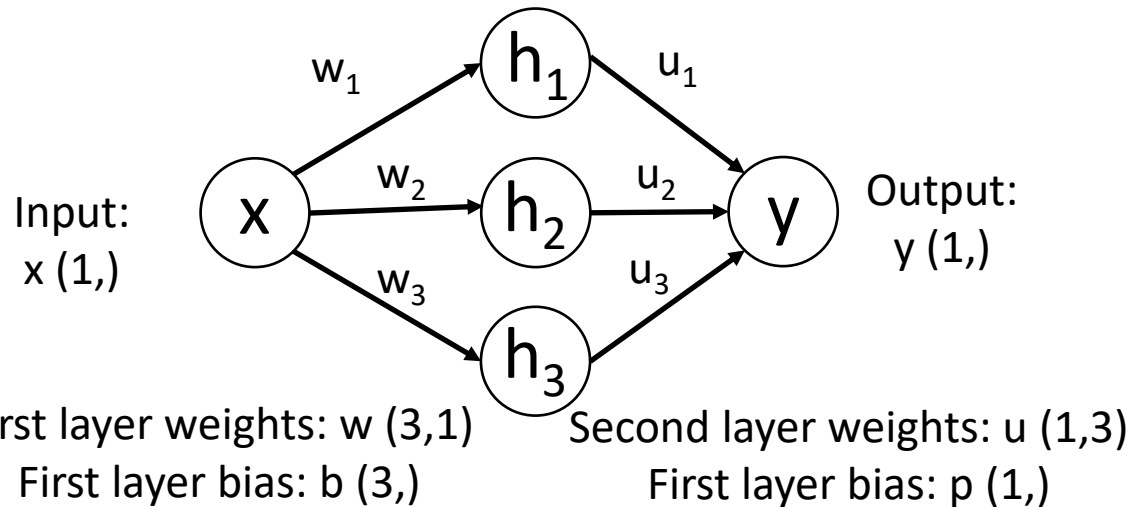 w₁
h₁
u₁
Input:
x (1,)
x
w₂
h₂
u₂
y
Output:
y (1,)
w₃
h₃
u₃
rst layer weights: w (3,1)
First layer bias: b (3,)
Second layer weights: u (1,3)
First layer bias: p (1,)